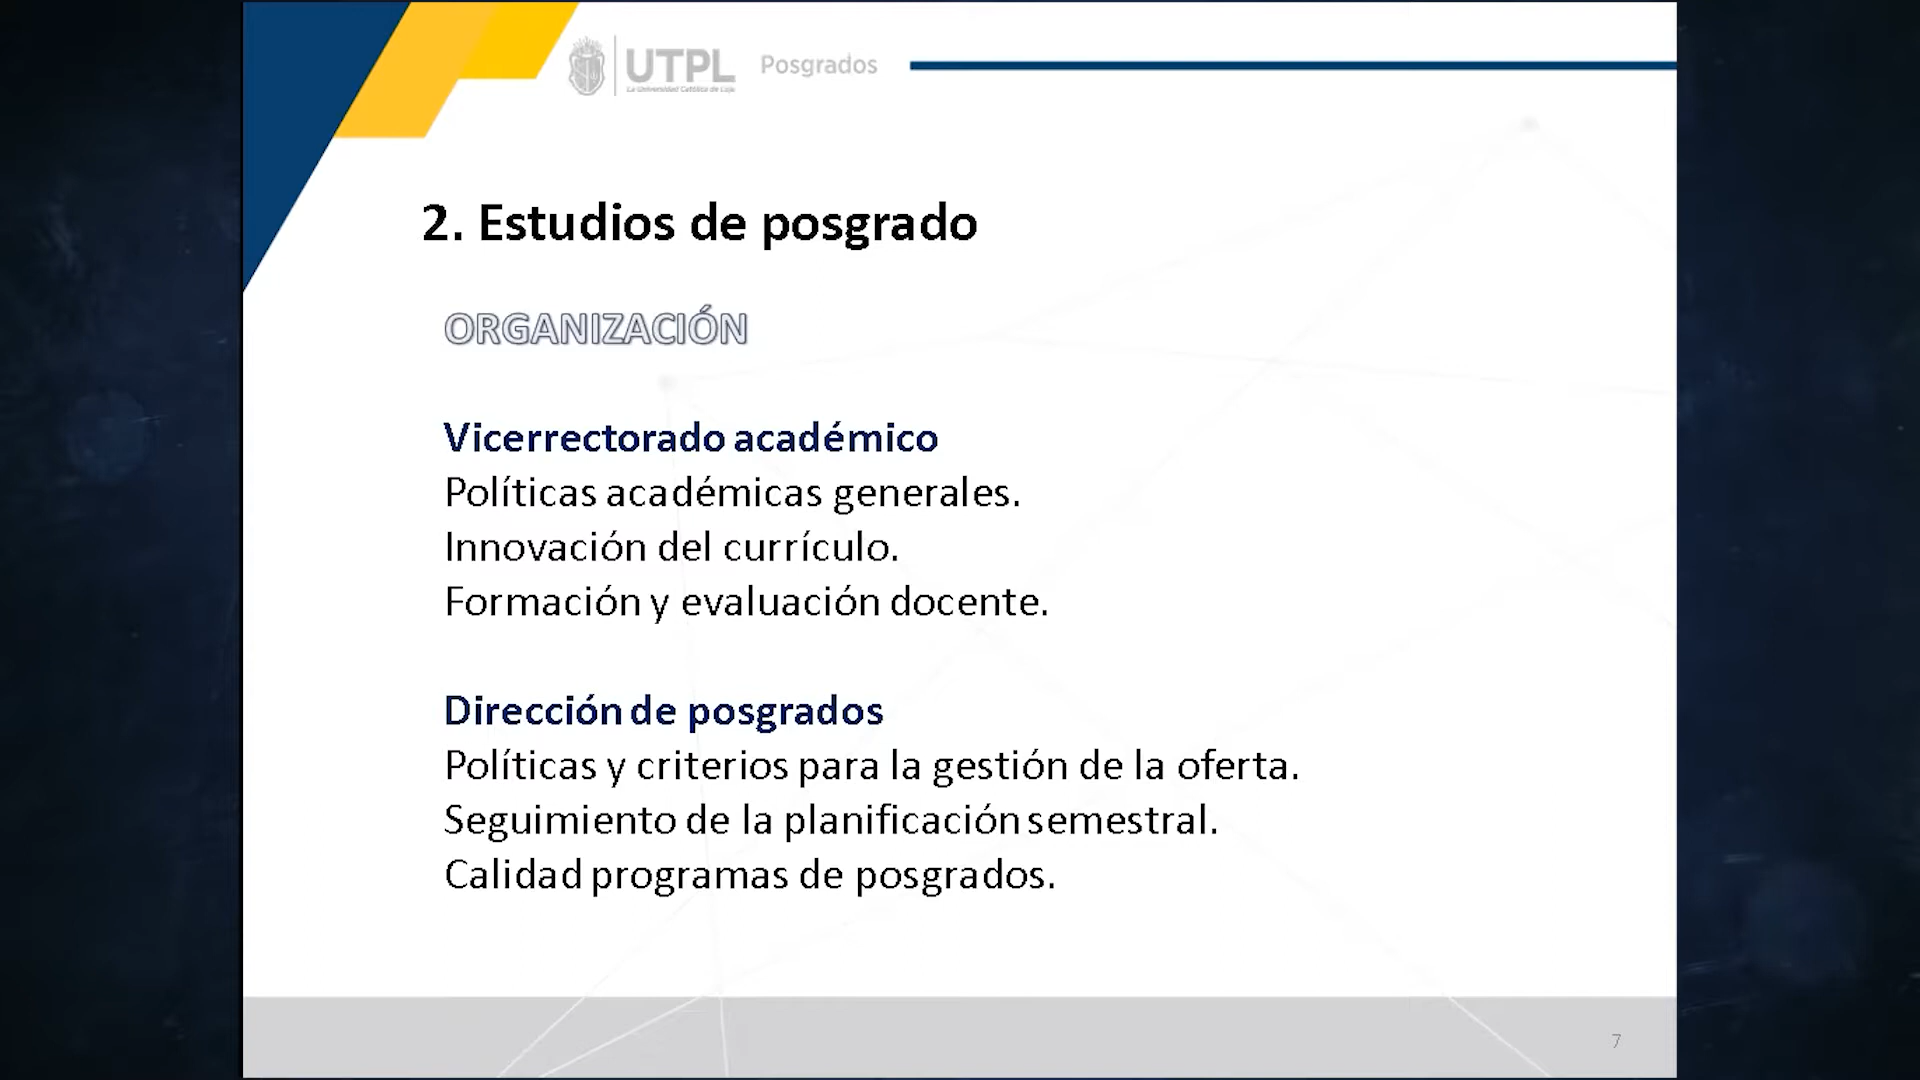 UTPL
La Universidad Católica de Loja
Posgrados
2. Estudios de posgrado
ORGANIZACIÓN
Vicerrectorado académico
Políticas académicas generales.
Innovación del currículo.
Formación y evaluación docente.
Dirección de posgrados
Políticas y criterios para la gestión de la oferta.
Seguimiento de la planificación semestral.
Calidad programas de posgrados.
7